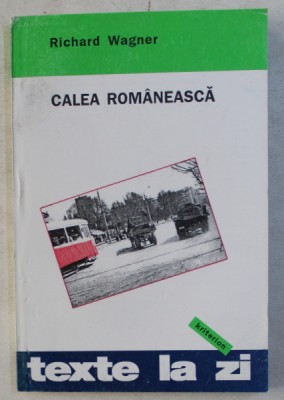 Richard Wagner
CALEA ROMÂNEASCĂ
kriterion
texte la zi